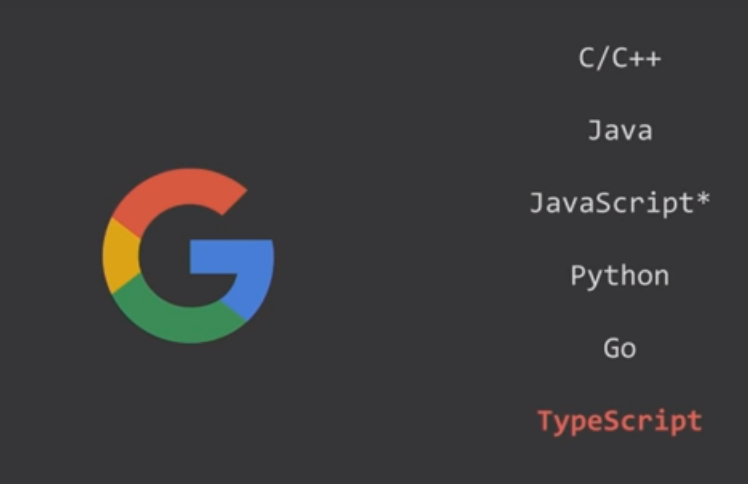 C/C++
Java
JavaScript*
Python
Go
TypeScript